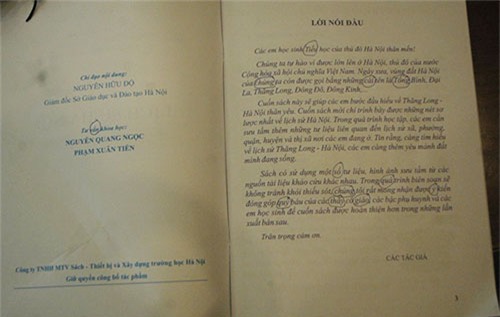 Chỉ đạo nội dung:
NGUYỄN HỮU ĐỘ
Giám đốc Sở Giáo dục và Đào tạo Hà Nội
Tư vấn khoa học:
NGUYỄN QUANG NGỌC
PHẠM XUÂN TIẾN
Công ty TNHH MTV Sách - Thiết bị và Xây dựng trường học Hà Nội
Giữ quyền công bố tác phẩm
LỜI NÓI ĐẦU
Các em học sinh Tiểu học của thủ đô Hà Nội thân mến!
Chúng ta tự hào vì được lớn lên ở Hà Nội, thủ đô của nước
Cộng hòa xã hội chủ nghĩa Việt Nam. Ngày xưa, vùng đất Hà Nội
của chúng ta còn được gọi bằng những cái tên là Tống Bình, Đại
La, Thăng Long, Đông Đô, Đông Kinh,...
Cuốn sách này sẽ giúp các em bước đầu hiểu về Thăng Long -
Hà Nội thân yêu. Cuốn sách mới chỉ trình bày được những nét sơ
lược nhất về lịch sử Hà Nội. Trong quá trình học tập, các em cần
sưu tầm thêm những tư liệu liên quan đến lịch sử xã, phường,
quận, huyện và thị xã nơi các em đang ở. Tin rằng, càng tìm hiểu
về lịch sử Thăng Long - Hà Nội, các em càng thêm yêu mảnh đất
mình đang sống.
Sách có sử dụng một số tư liệu, hình ảnh sưu tầm từ các
nguồn tài liệu khảo cứu khác nhau. Trong quá trình biên soạn sẽ
không tránh khỏi thiếu sót, chúng tôi rất mong nhận được ý kiến
đóng góp quý báu của các thầy cô giáo, các bậc phụ huynh và các
em học sinh để cuốn sách được hoàn thiện hơn trong những lần
xuất bản sau.
Trân trọng cảm ơn.
CÁC TÁC GIẢ
3